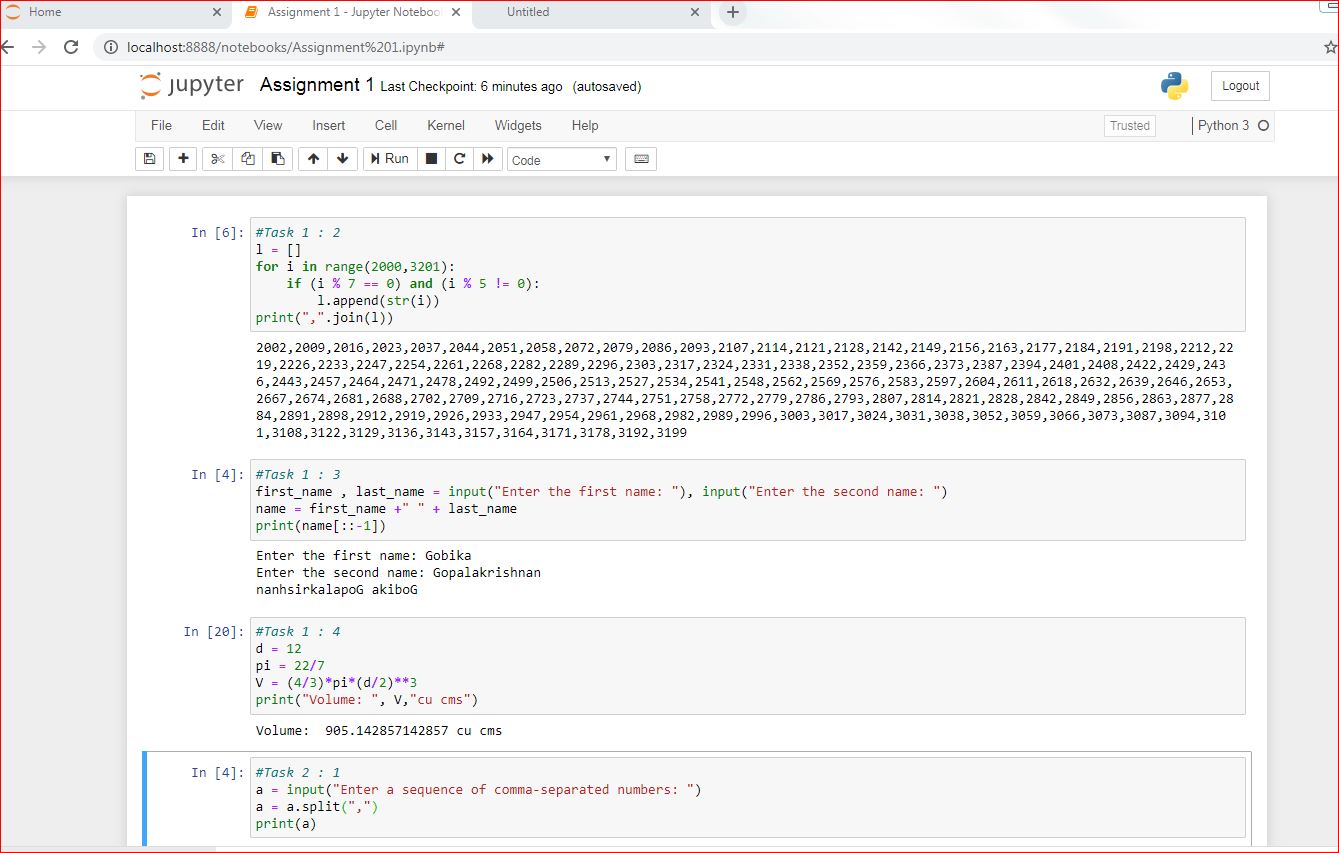 Home
Assignment 1 - Jupyter Noteboo
Untitled
localhost:8888/notebooks/Assignment%201.ipynb#
jupyter Assignment 1 Last Checkpoint: 6 minutes ago (autosaved)
Logout
File Edit View Insert Cell Kernel Widgets Help
Trusted
Python 3
Run
Code
In [6]:
#Task 1 : 2
l = []
for i in range(2000,3201):
    if (i % 7 == 0) and (i % 5 != 0):
        l.append(str(i))
print(",".join(l))
2002,2009,2016,2023,2037,2044,2051,2058,2072,2079,2086,2093,2107,2114,2121,2128,2142,2149,2156,2163,2177,2184,2191,2198,2212,22
19,2226,2233,2247,2254,2261,2268,2282,2289,2296,2303,2317,2324,2331,2338,2352,2359,2366,2373,2387,2394,2401,2408,2422,2429,243
6,2443,2457,2464,2471,2478,2492,2499,2506,2513,2527,2534,2541,2548,2562,2569,2576,2583,2597,2604,2611,2618,2632,2639,2646,2653,
2667,2674,2681,2688,2702,2709,2716,2723,2737,2744,2751,2758,2772,2779,2786,2793,2807,2814,2821,2828,2842,2849,2856,2863,2877,28
84,2891,2898,2912,2919,2926,2933,2947,2954,2961,2968,2982,2989,2996,3003,3017,3024,3031,3038,3052,3059,3066,3073,3087,3094,310
1,3108,3122,3129,3136,3143,3157,3164,3171,3178,3192,3199
In [4]:
#Task 1 : 3
first_name , last_name = input("Enter the first name: "), input("Enter the second name: ")
name = first_name +" " + last_name
print(name[::-1])
Enter the first name: Gobika
Enter the second name: Gopalakrishnan
nanhsirkalapoG akiboG
In [20]:
#Task 1 : 4
d = 12
pi = 22/7
V = (4/3)*pi*(d/2)**3
print("Volume: ", V,"cu cms")
Volume:  905.142857142857 cu cms
In [4]:
#Task 2 : 1
a = input("Enter a sequence of comma-separated numbers: ")
a = a.split(",")
print(a)